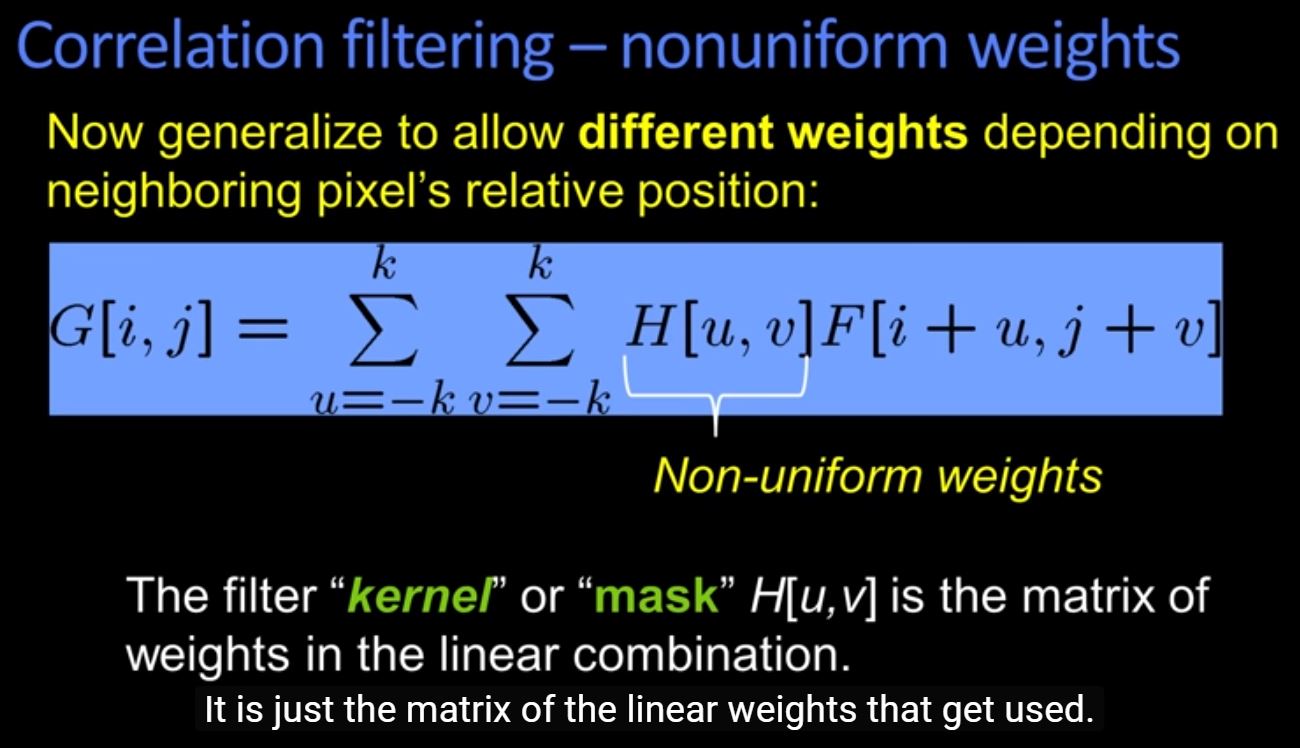 Correlation filtering – nonuniform weights
Now generalize to allow different weights depending on
neighboring pixel's relative position:
G[i, j] = ∑_{u=−k}^{k} ∑_{v=−k}^{k} H[u, v]F[i + u, j + v]
Non-uniform weights
The filter “kernel” or “mask” H[u,v] is the matrix of
weights in the linear combination.
It is just the matrix of the linear weights that get used.